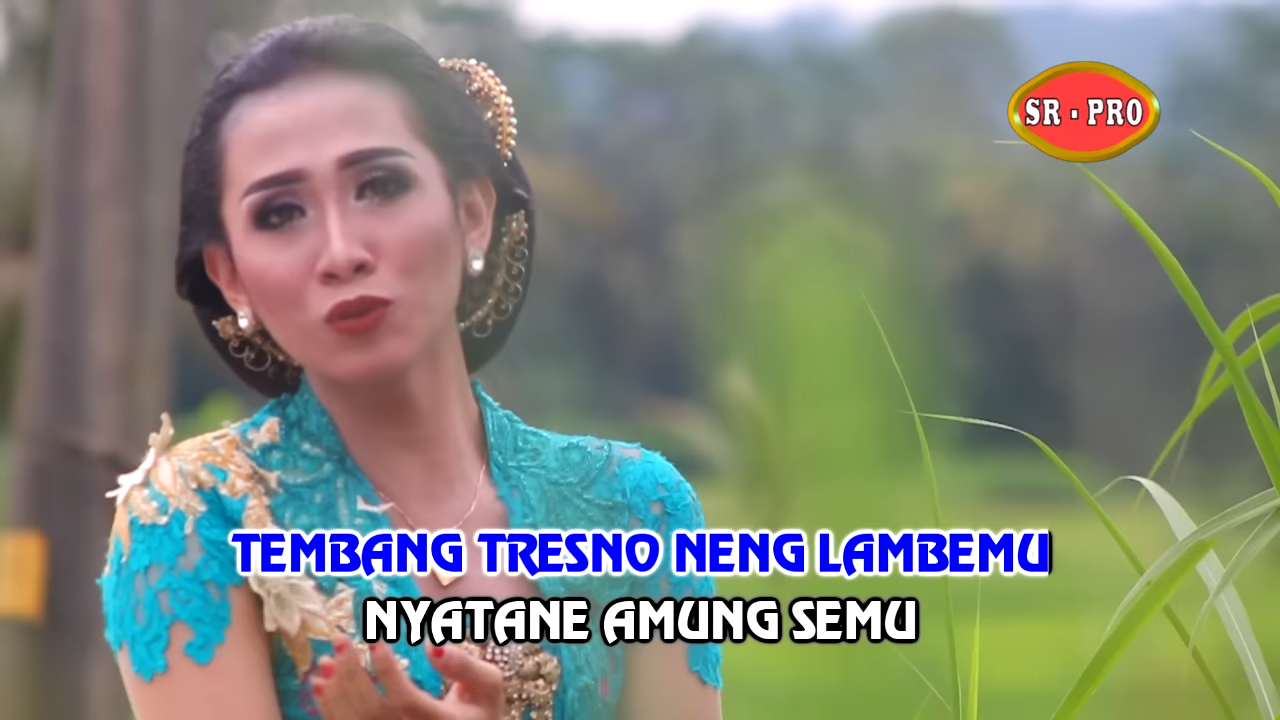 SR - PRO
TEMBANG TRESNO NENG LAMBEMU
NYATANE AMUNG SEMU